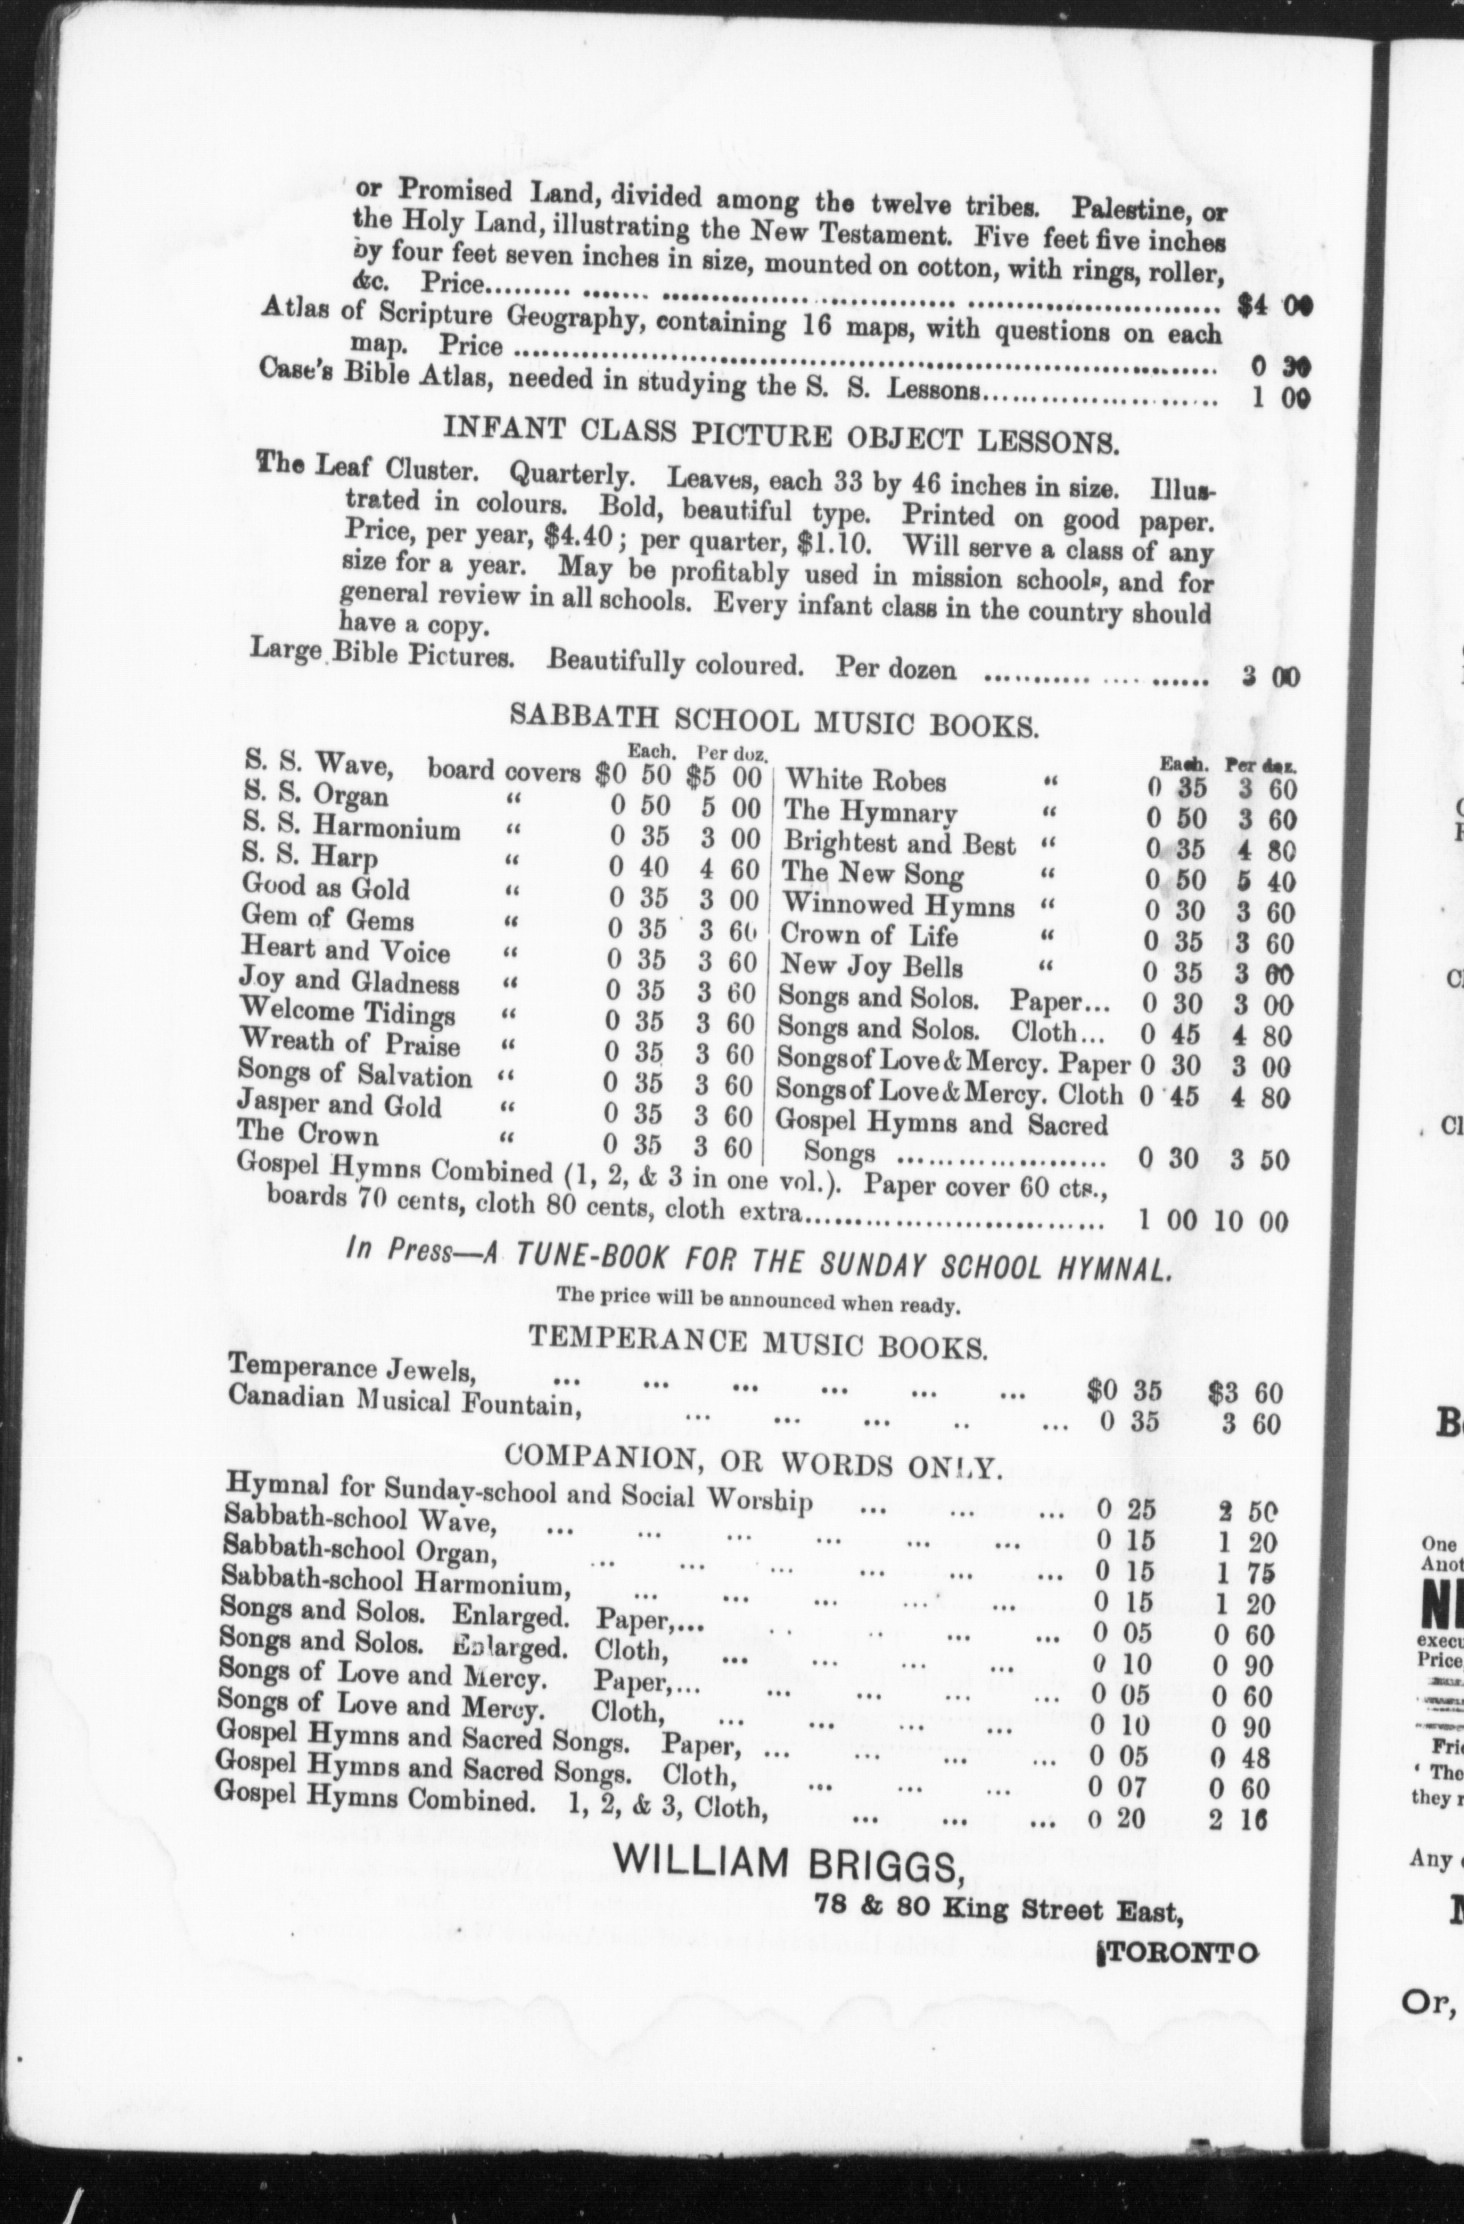 or Promised Land, divided among the twelve tribes. Palestine, or
the Holy Land, illustrating the New Testament. Five feet five inches
by four feet seven inches in size, mounted on cotton, with rings, roller,
&c. Price.......................................................... $4 00
Atlas of Scripture Geography, containing 16 maps, with questions on each
map. Price .......................................................... 0 30
Case's Bible Atlas, needed in studying the S. S. Lessons........................ 1 00
INFANT CLASS PICTURE OBJECT LESSONS.
The Leaf Cluster. Quarterly. Leaves, each 33 by 46 inches in size. Illus-
trated in colours. Bold, beautiful type. Printed on good paper.
Price, per year, $4.40; per quarter, $1.10. Will serve a class of any
size for a year. May be profitably used in mission schools, and for
general review in all schools. Every infant class in the country should
have a copy.
Large Bible Pictures. Beautifully coloured. Per dozen ..................... 3 00
SABBATH SCHOOL MUSIC BOOKS.
Each. Per doz.
S. S. Wave, board covers $0 50 $5 00
S. S. Organ “ 0 50 5 00
S. S. Harmonium “ 0 35 3 00
S. S. Harp “ 0 40 4 60
Good as Gold “ 0 35 3 00
Gem of Gems “ 0 35 3 60
Heart and Voice “ 0 35 3 60
Joy and Gladness “ 0 35 3 60
Welcome Tidings “ 0 35 3 60
Wreath of Praise “ 0 35 3 60
Songs of Salvation “ 0 35 3 60
Jasper and Gold “ 0 35 3 60
The Crown “ 0 35 3 60
Each. Per doz.
White Robes “ 0 35 3 60
The Hymnary “ 0 50 3 60
Brightest and Best “ 0 35 4 80
The New Song “ 0 50 5 40
Winnowed Hymns “ 0 30 3 60
Crown of Life “ 0 35 3 60
New Joy Bells “ 0 35 3 60
Songs and Solos. Paper... 0 30 3 00
Songs and Solos. Cloth... 0 45 4 80
Songs of Love & Mercy. Paper 0 30 3 00
Songs of Love & Mercy. Cloth 0 45 4 80
Gospel Hymns and Sacred
Songs ...................... 0 30 3 50
Gospel Hymns Combined (1, 2, & 3 in one vol.). Paper cover 60 cts.,
boards 70 cents, cloth 80 cents, cloth extra.............................. 1 00 10 00
In Press—A TUNE-BOOK FOR THE SUNDAY SCHOOL HYMNAL.
The price will be announced when ready.
TEMPERANCE MUSIC BOOKS.
Temperance Jewels, ... ... ... ... ... ... $0 35 $3 60
Canadian Musical Fountain, ... ... ... .. ... 0 35 3 60
COMPANION, OR WORDS ONLY.
Hymnal for Sunday-school and Social Worship ... ... ... 0 25 2 50
Sabbath-school Wave, ... ... ... ... ... ... 0 15 1 20
Sabbath-school Organ, ... ... ... ... ... ... 0 15 1 75
Sabbath-school Harmonium, ... ... ... ... ... 0 15 1 20
Songs and Solos. Enlarged. Paper,... .. .. ... ... 0 05 0 60
Songs and Solos. Enlarged. Cloth, ... ... ... ... 0 10 0 90
Songs of Love and Mercy. Paper,... ... ... ... ... 0 05 0 60
Songs of Love and Mercy. Cloth, ... ... ... ... 0 10 0 90
Gospel Hymns and Sacred Songs. Paper, ... ... ... ... 0 05 0 48
Gospel Hymns and Sacred Songs. Cloth, ... ... ... 0 07 0 60
Gospel Hymns Combined. 1, 2, & 3, Cloth, ... ... ... 0 20 2 16
WILLIAM BRIGGS,
78 & 80 King Street East,
TORONTO
One
execu
Price
they r
Any
Or,